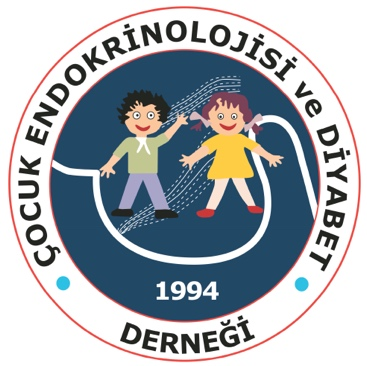 ÇOCUK ENDOKRİNOLOJİSİ ve DİYABET
1994
DERNEĞİ